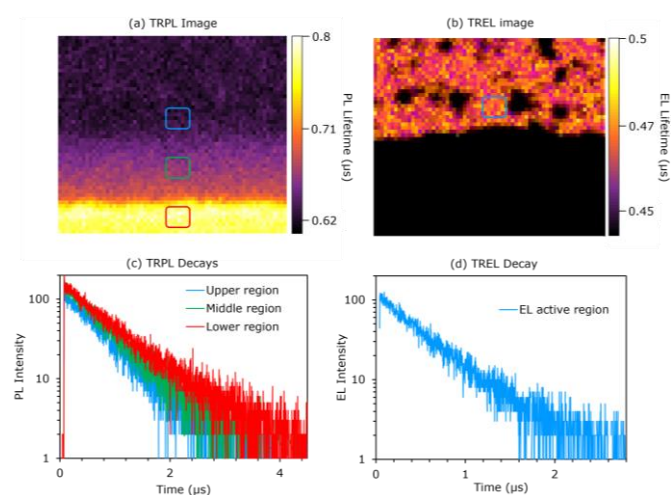 (a) TRPL Image
(b) TREL image
0.8
0.71
0.62
PL Lifetime (µs)
0.5
0.47
0.45
EL Lifetime (µs)
(c) TRPL Decays
100
10
1
PL Intensity
Upper region
Middle region
Lower region
0
2
4
Time (µs)
(d) TREL Decay
100
10
1
EL Intensity
EL active region
0
1
2
Time (µs)